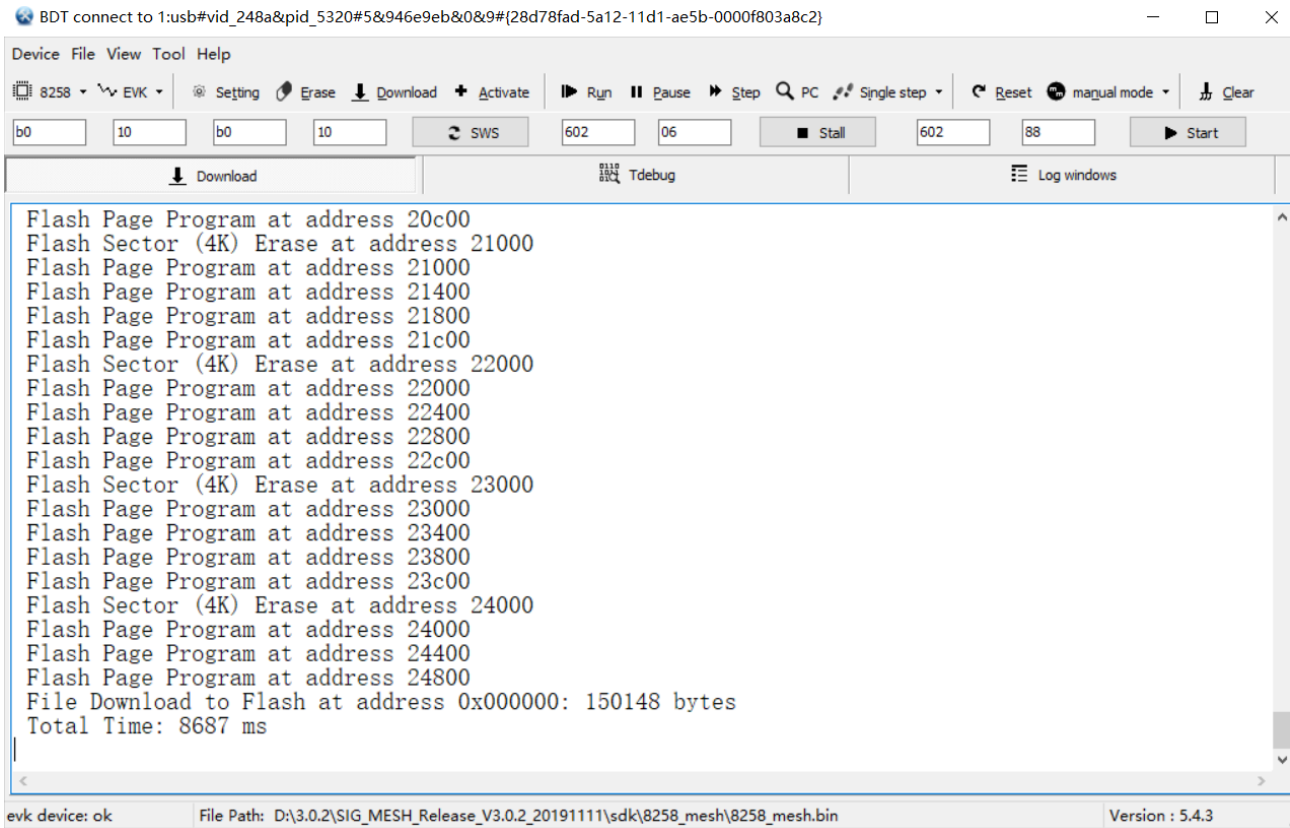 BDT connect to 1:usb#vid_248a&pid_5320#5&946e9eb&0&9#{28d78fad-5a12-11d1-ae5b-0000f803a8c2}
Device File View Tool Help
8258 EVK Setting Erase Download Activate Run Pause Step PC Single step Reset manual mode Clear
b0 10 b0 10 SWS 602 06 Stall 602 88 Start
Download Tdebug Log windows
Flash Page Program at address 20c00
Flash Sector (4K) Erase at address 21000
Flash Page Program at address 21000
Flash Page Program at address 21400
Flash Page Program at address 21800
Flash Page Program at address 21c00
Flash Sector (4K) Erase at address 22000
Flash Page Program at address 22000
Flash Page Program at address 22400
Flash Page Program at address 22800
Flash Page Program at address 22c00
Flash Sector (4K) Erase at address 23000
Flash Page Program at address 23000
Flash Page Program at address 23400
Flash Page Program at address 23800
Flash Page Program at address 23c00
Flash Sector (4K) Erase at address 24000
Flash Page Program at address 24000
Flash Page Program at address 24400
Flash Page Program at address 24800
File Download to Flash at address 0x000000: 150148 bytes
Total Time: 8687 ms
evk device: ok File Path: D:\3.0.2\SIG_MESH_Release_V3.0.2_20191111\sdk\8258_mesh\8258_mesh.bin Version : 5.4.3